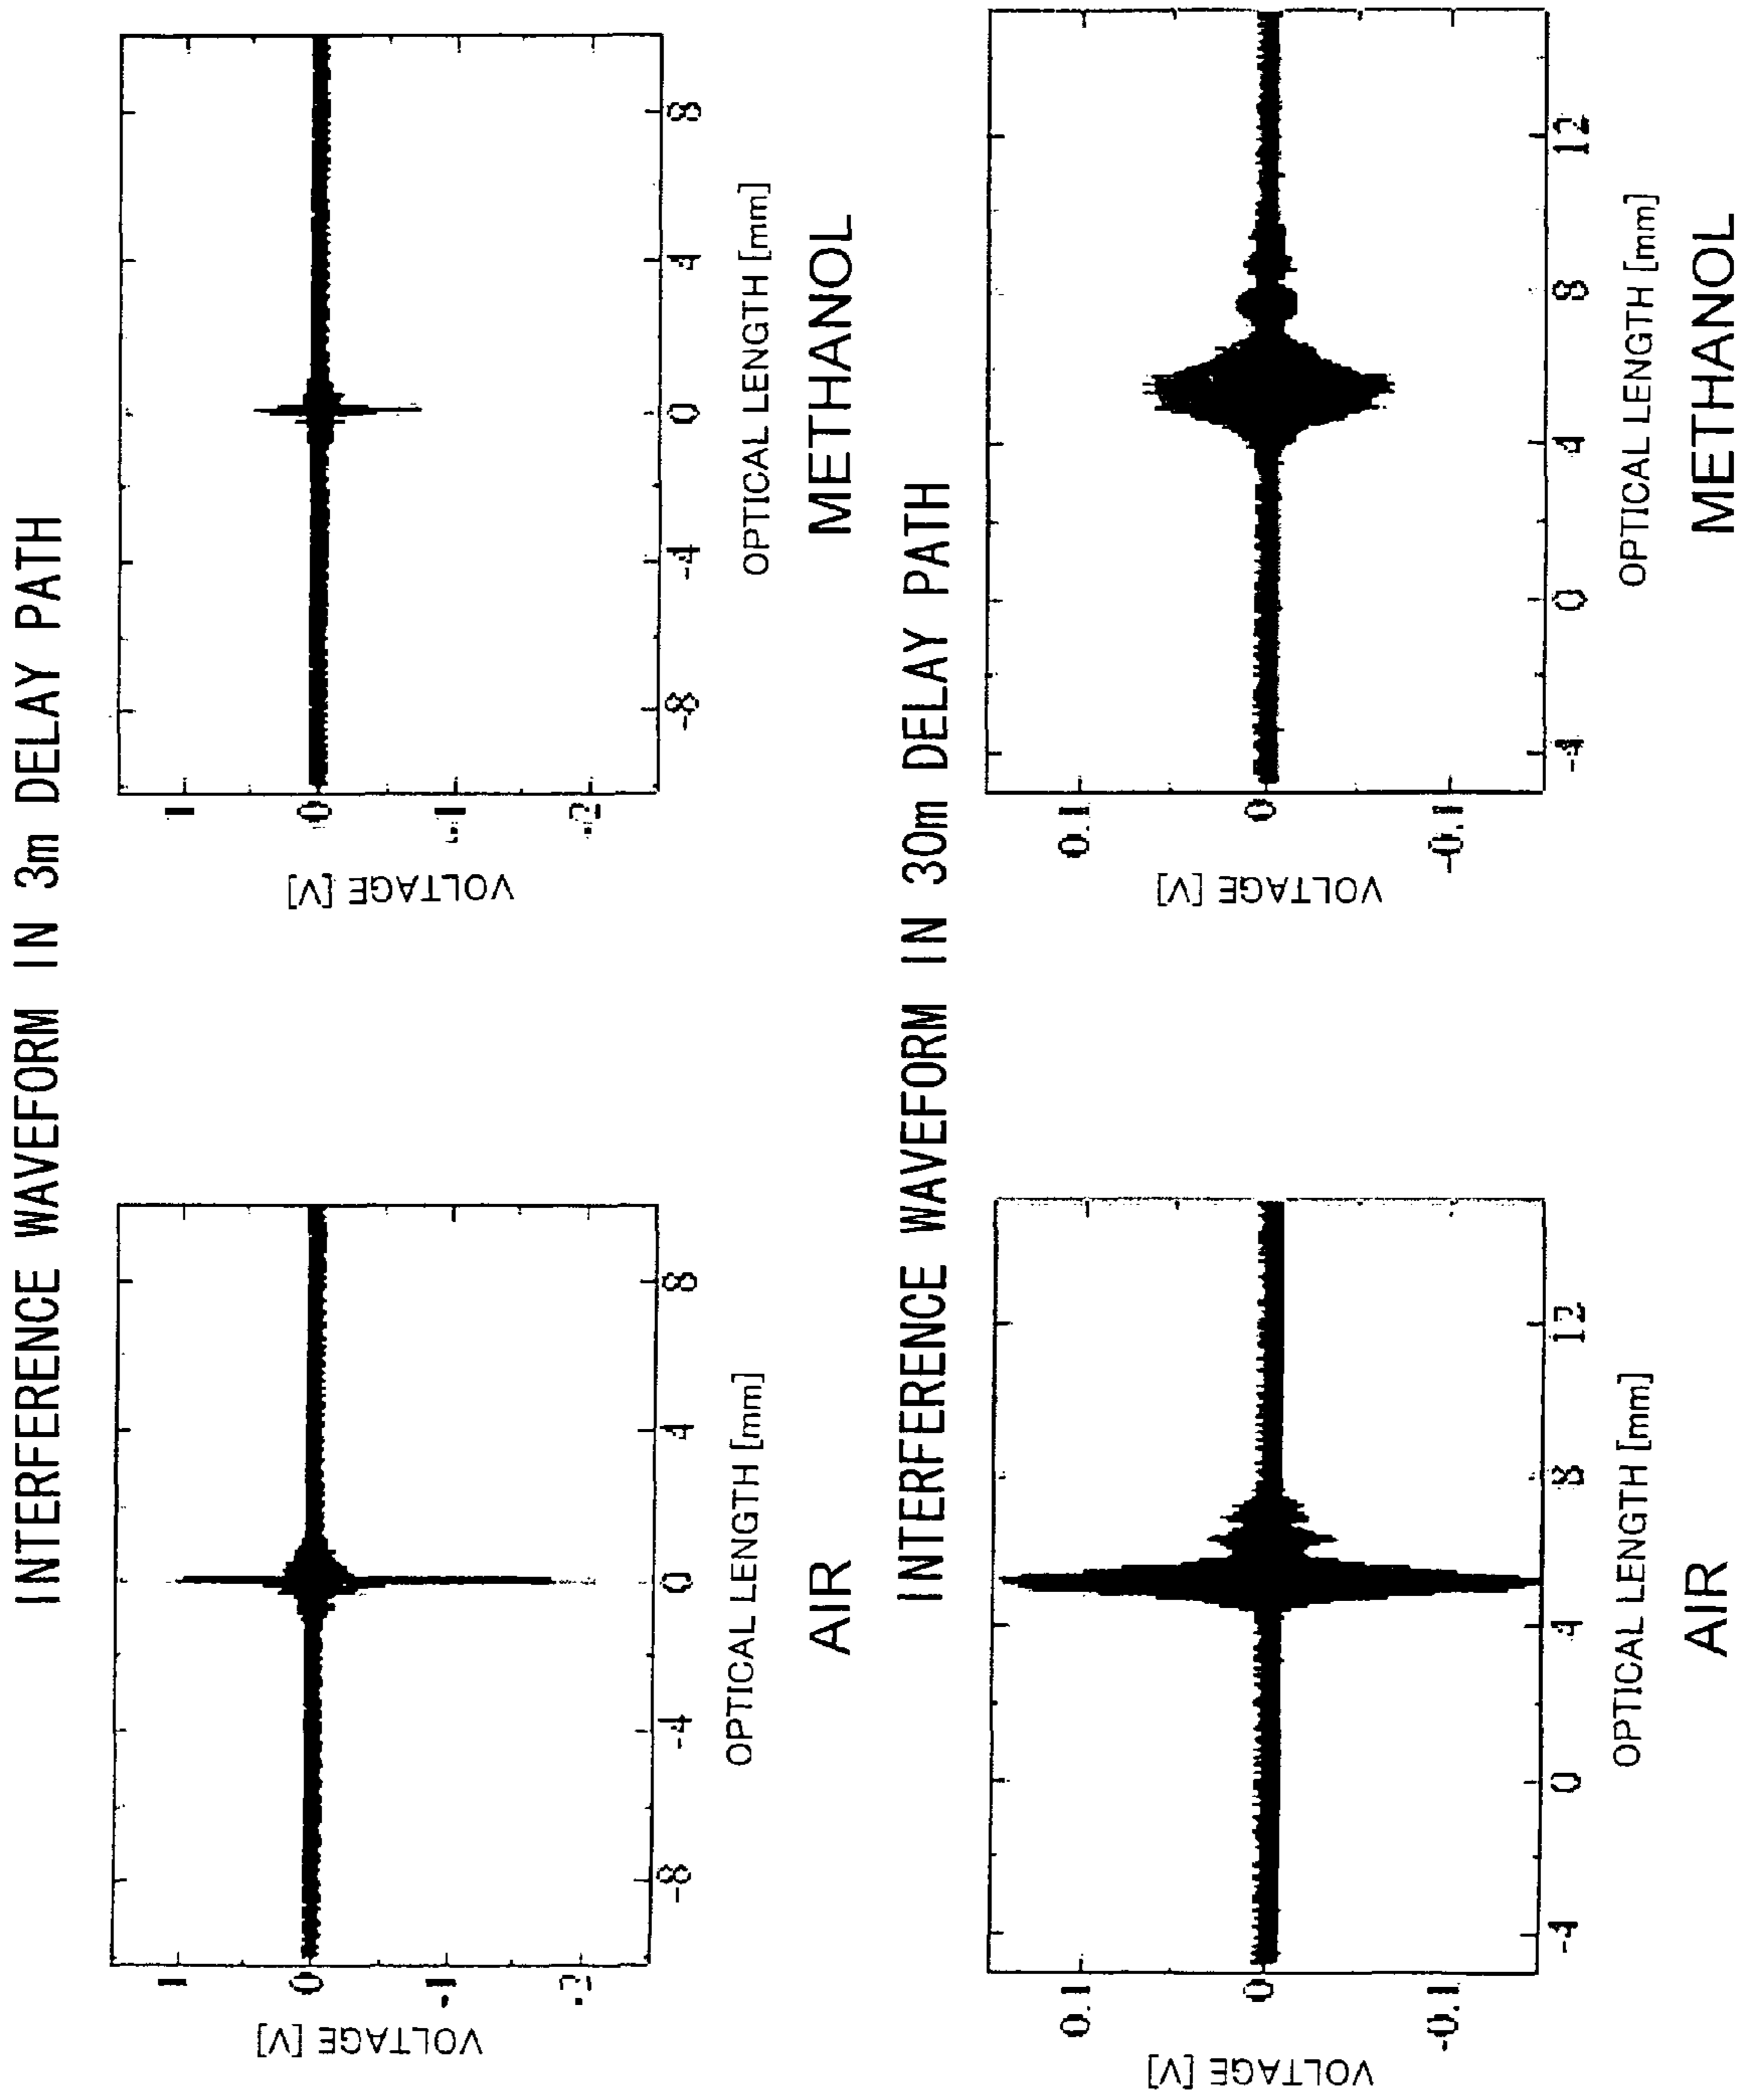 INTERFERENCE WAVEFORM IN 3m DELAY PATH
VOLTAGE [V]
1
0
-1
-2
-8
-4
0
4
8
OPTICAL LENGTH [mm]
AIR
VOLTAGE [V]
1
0
-1
-2
-8
-4
0
4
8
OPTICAL LENGTH [mm]
METHANOL
INTERFERENCE WAVEFORM IN 30m DELAY PATH
VOLTAGE [V]
0.1
0
-0.1
-4
0
4
8
12
OPTICAL LENGTH [mm]
AIR
VOLTAGE [V]
0.1
0
-0.1
-4
0
4
8
12
OPTICAL LENGTH [mm]
METHANOL